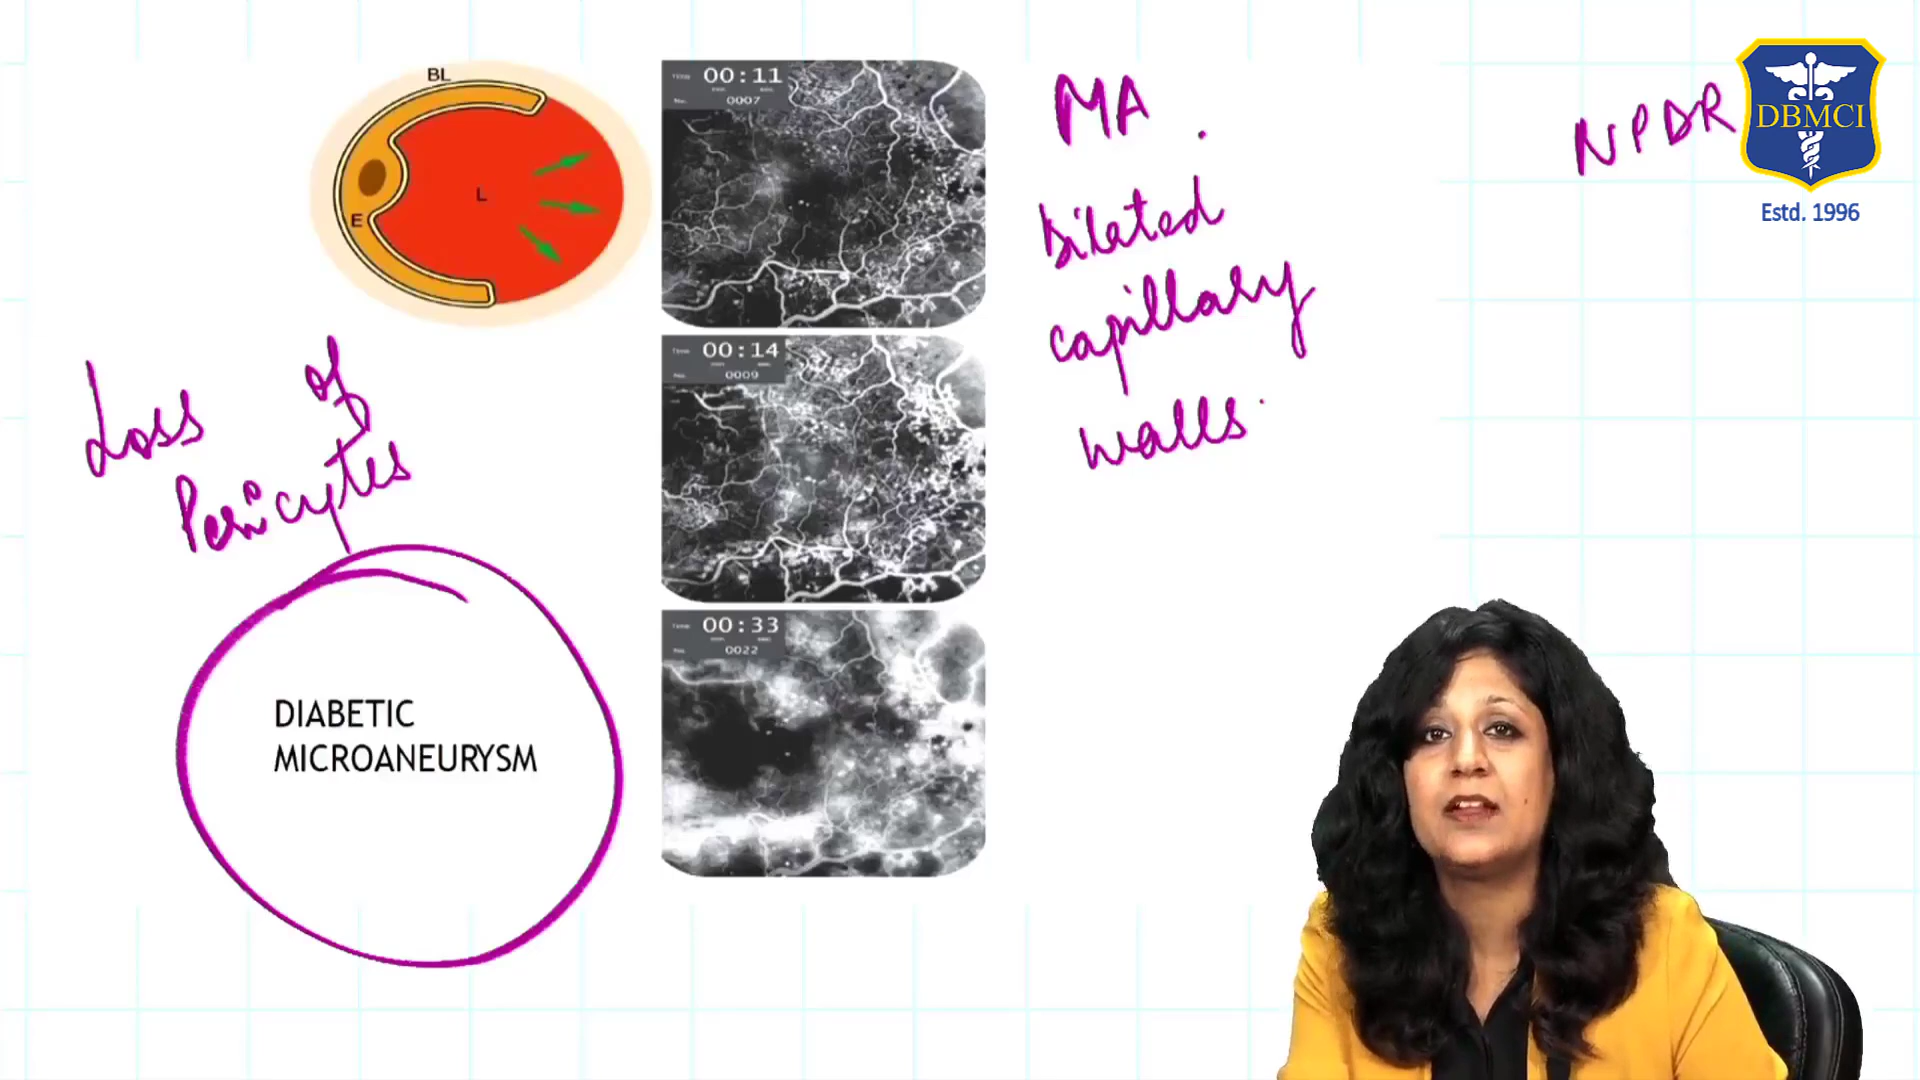 BL
L
E
Loss of
Pericytes
DIABETIC
MICROANEURYSM
00:11
0007
00:14
0009
00:33
0022
MA
Dilated
capillary
walls
NPDR
DBMCI
Estd. 1996